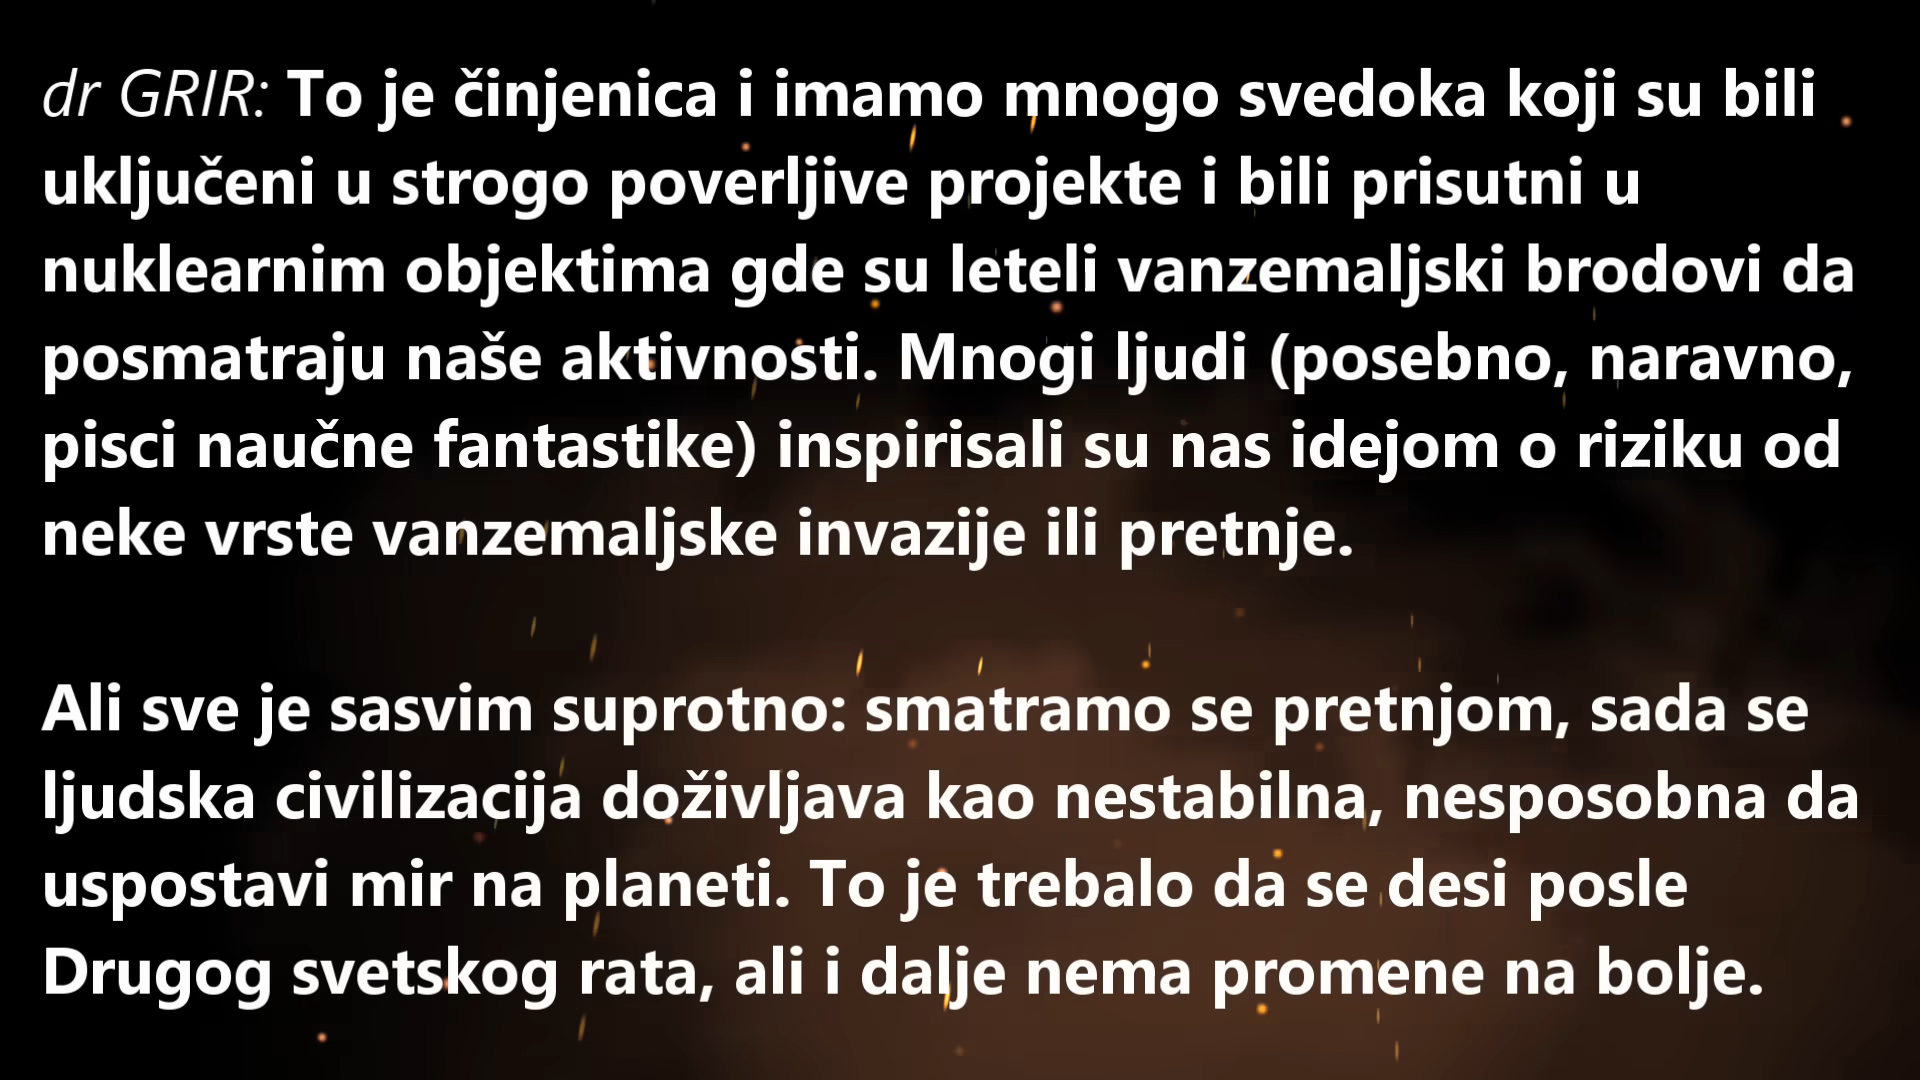 dr GRIR: To je činjenica i imamo mnogo svedoka koji su bili
uključeni u strogo poverljive projekte i bili prisutni u
nuklearnim objektima gde su leteli vanzemaljski brodovi da
posmatraju naše aktivnosti. Mnogi ljudi (posebno, naravno,
pisci naučne fantastike) inspirisali su nas idejom o riziku od
neke vrste vanzemaljske invazije ili pretnje.
Ali sve je sasvim suprotno: smatramo se pretnjom, sada se
ljudska civilizacija doživljava kao nestabilna, nesposobna da
uspostavi mir na planeti. To je trebalo da se desi posle
Drugog svetskog rata, ali i dalje nema promene na bolje.